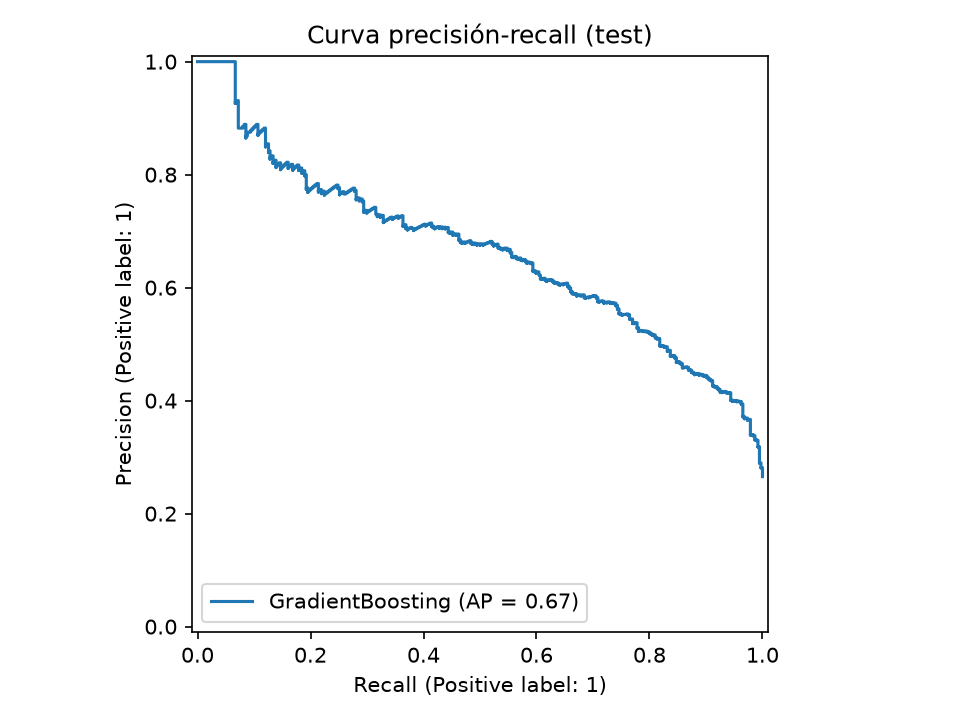 Curva precisión-recall (test)
Precision (Positive label: 1)
1.0
0.8
0.6
0.4
0.2
0.0
GradientBoosting (AP = 0.67)
0.0 0.2 0.4 0.6 0.8 1.0
Recall (Positive label: 1)